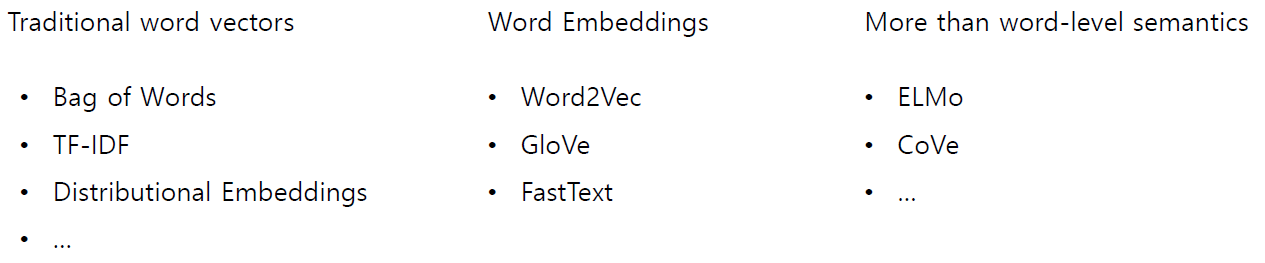 Traditional word vectors
• Bag of Words
• TF-IDF
• Distributional Embeddings
• ...
Word Embeddings
• Word2Vec
• GloVe
• FastText
More than word-level semantics
• ELMo
• CoVe
• ...